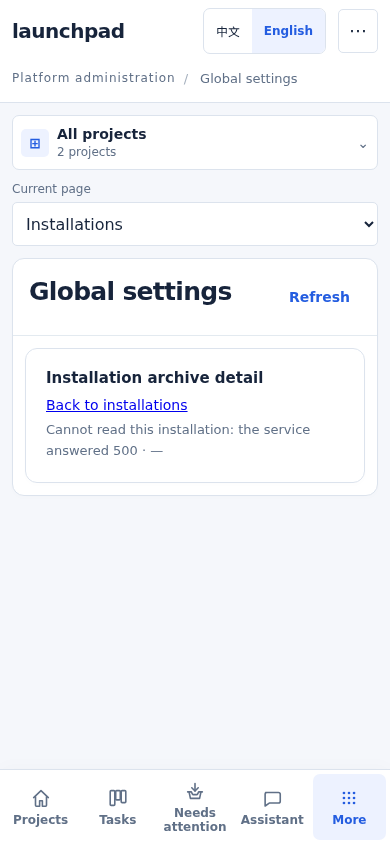 launchpad
中文 English ...
Platform administration / Global settings
All projects
2 projects
Current page
Installations
Global settings
Refresh
Installation archive detail
Back to installations
Cannot read this installation: the service
answered 500 · —
Projects
Tasks
Needs
attention
Assistant
More